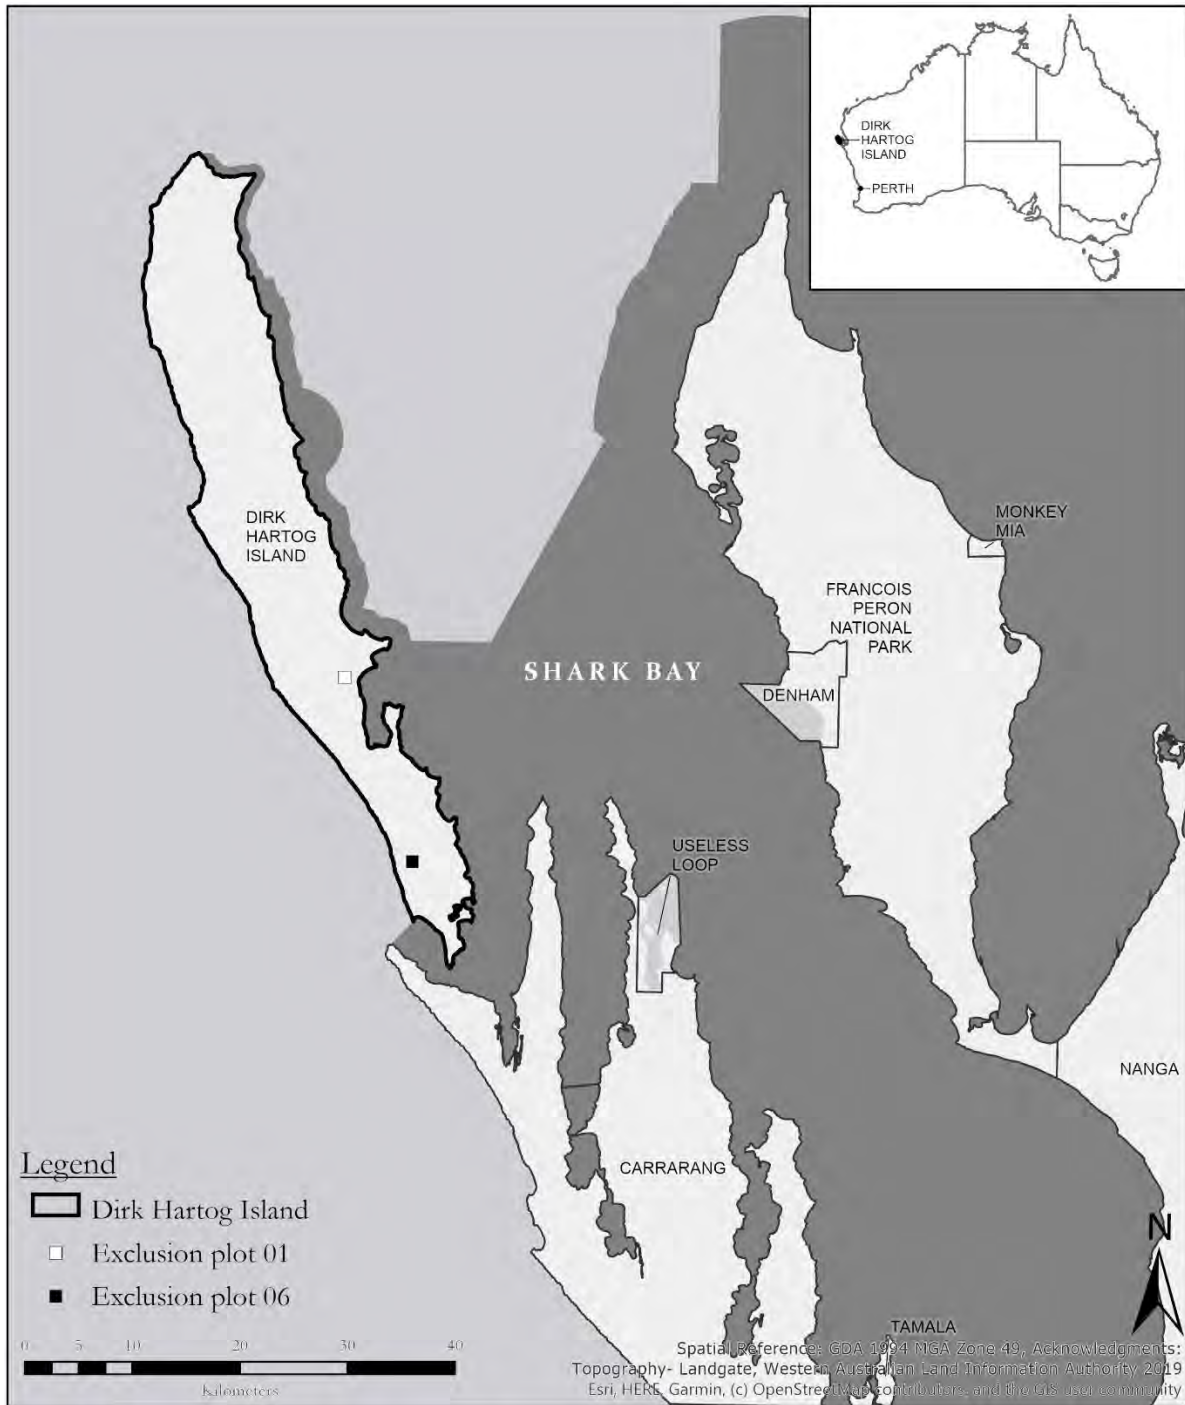 DIRK
HARTOG
ISLAND
PERTH
DIRK
HARTOG
ISLAND
MONKEY
MIA
FRANCOIS
PERON
NATIONAL
PARK
SHARK BAY
DENHAM
USELESS
LOOP
NANGA
CARRARANG
Legend
Dirk Hartog Island
Exclusion plot 01
Exclusion plot 06
N
TAMALA
0 5 10 20 30 40
Kilometers
Spatial Reference: GDA 1994 MGA Zone 49, Acknowledgments:
Topography- Landgate, Western Australian Land Information Authority 2019
Esri, HERE, Garmin, (c) OpenStreetMap contributors, and the GIS user community